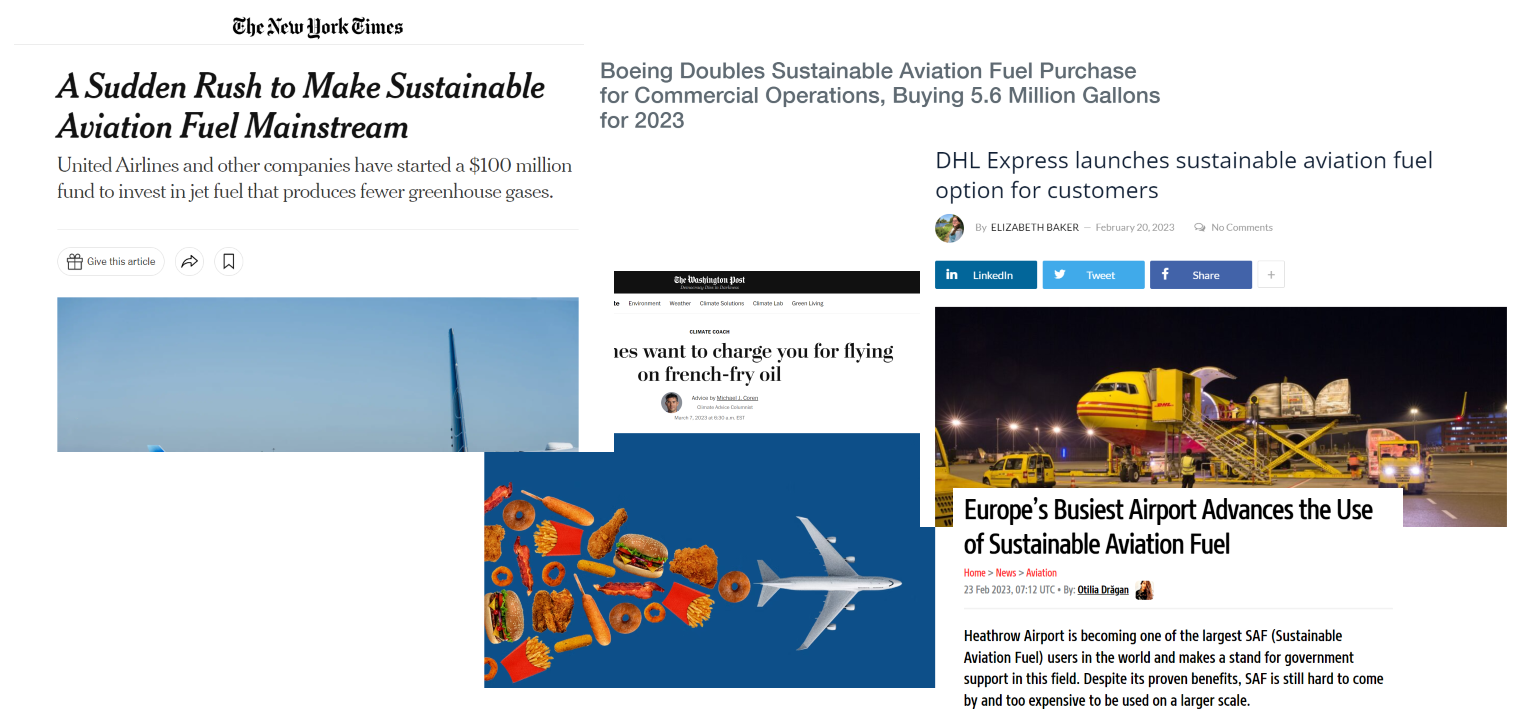 The New York Times
A Sudden Rush to Make Sustainable
Aviation Fuel Mainstream
United Airlines and other companies have started a $100 million
fund to invest in jet fuel that produces fewer greenhouse gases.
Give this article
Boeing Doubles Sustainable Aviation Fuel Purchase
for Commercial Operations, Buying 5.6 Million Gallons
for 2023
DHL Express launches sustainable aviation fuel
option for customers
By ELIZABETH BAKER — February 20, 2023 No Comments
in LinkedIn Tweet f Share +
The Washington Post
Democracy Dies in Darkness
te Environment Weather Climate Solutions Climate Lab Green Living
CLIMATE COACH
nes want to charge you for flying
on french-fry oil
Advice by Michael J. Coren
Climate Advice Columnist
March 7, 2023 at 6:30 a.m. EST
DHL
Europe's Busiest Airport Advances the Use
of Sustainable Aviation Fuel
Home > News > Aviation
23 Feb 2023, 07:12 UTC • By: Otilia Drăgan
Heathrow Airport is becoming one of the largest SAF (Sustainable
Aviation Fuel) users in the world and makes a stand for government
support in this field. Despite its proven benefits, SAF is still hard to come
by and too expensive to be used on a larger scale.